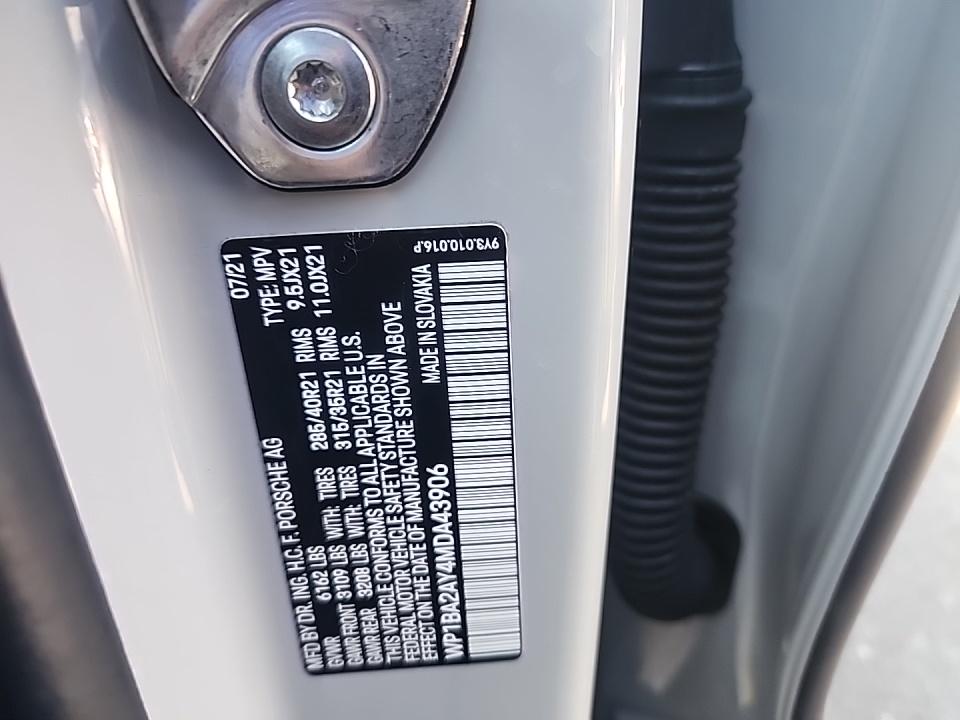 MFD BY DR. ING. H.C. F. PORSCHE AG 07/21
GVWR 6162 LBS TYPE: MPV
GAWR FRONT 3109 LBS WITH: TIRES 285/40R21 RIMS 9.5JX21
GAWR REAR 3208 LBS WITH: TIRES 315/35R21 RIMS 11.0JX21
THIS VEHICLE CONFORMS TO ALL APPLICABLE U.S.
FEDERAL MOTOR VEHICLE SAFETY STANDARDS IN
EFFECT ON THE DATE OF MANUFACTURE SHOWN ABOVE
WP1BA2AY4MDA43906 MADE IN SLOVAKIA
9Y3.010.016.P